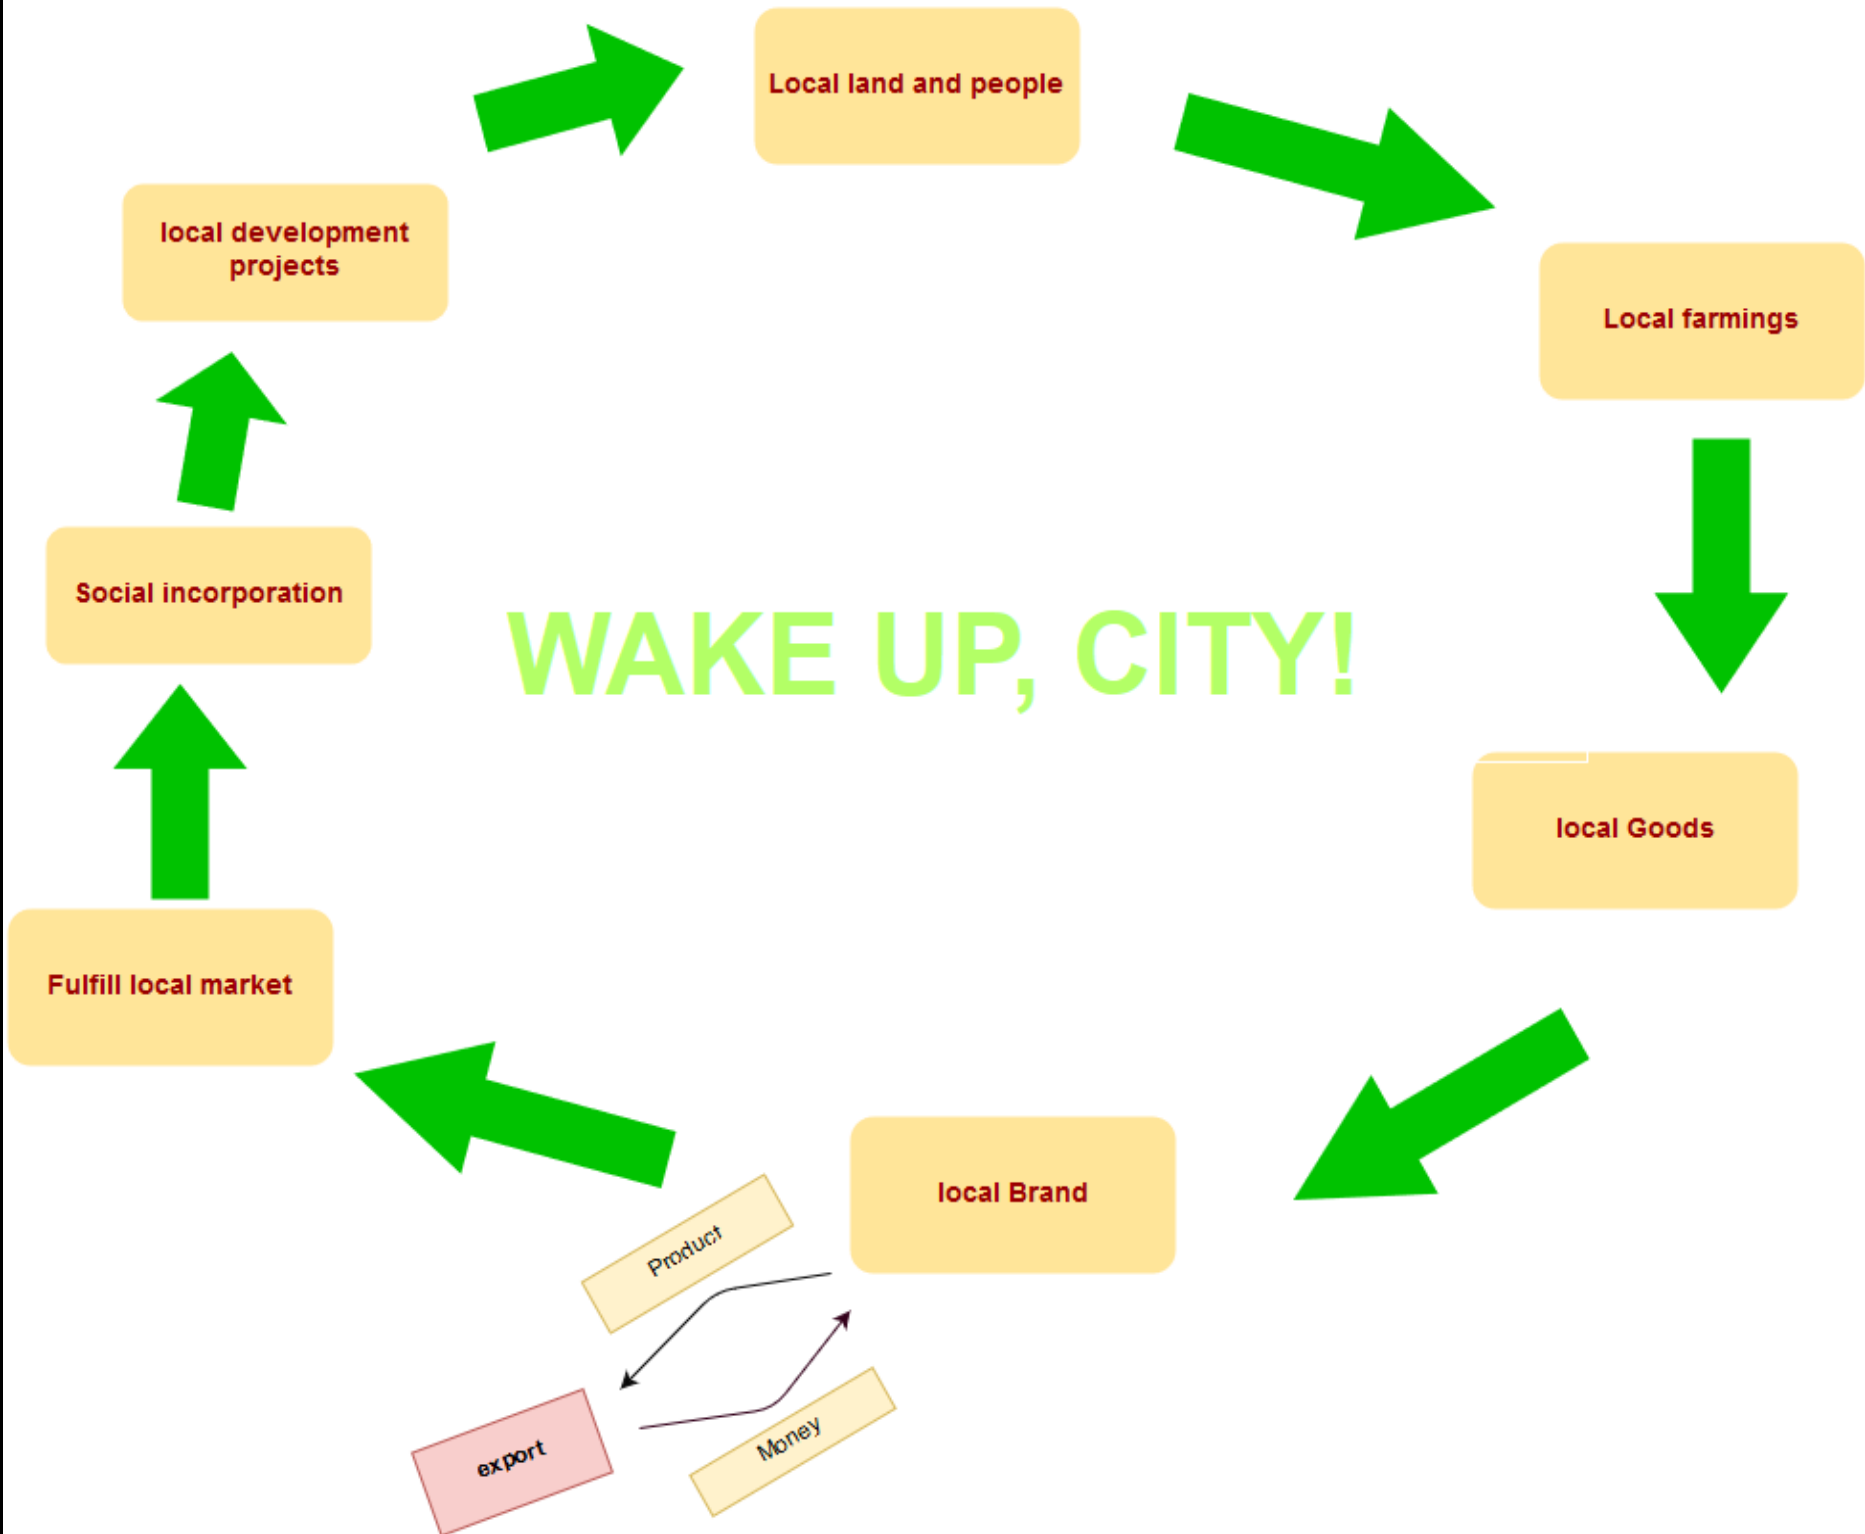 Local land and people
local development
projects
Local farmings
Social incorporation
WAKE UP, CITY!
local Goods
Fulfill local market
local Brand
Product
Money
export